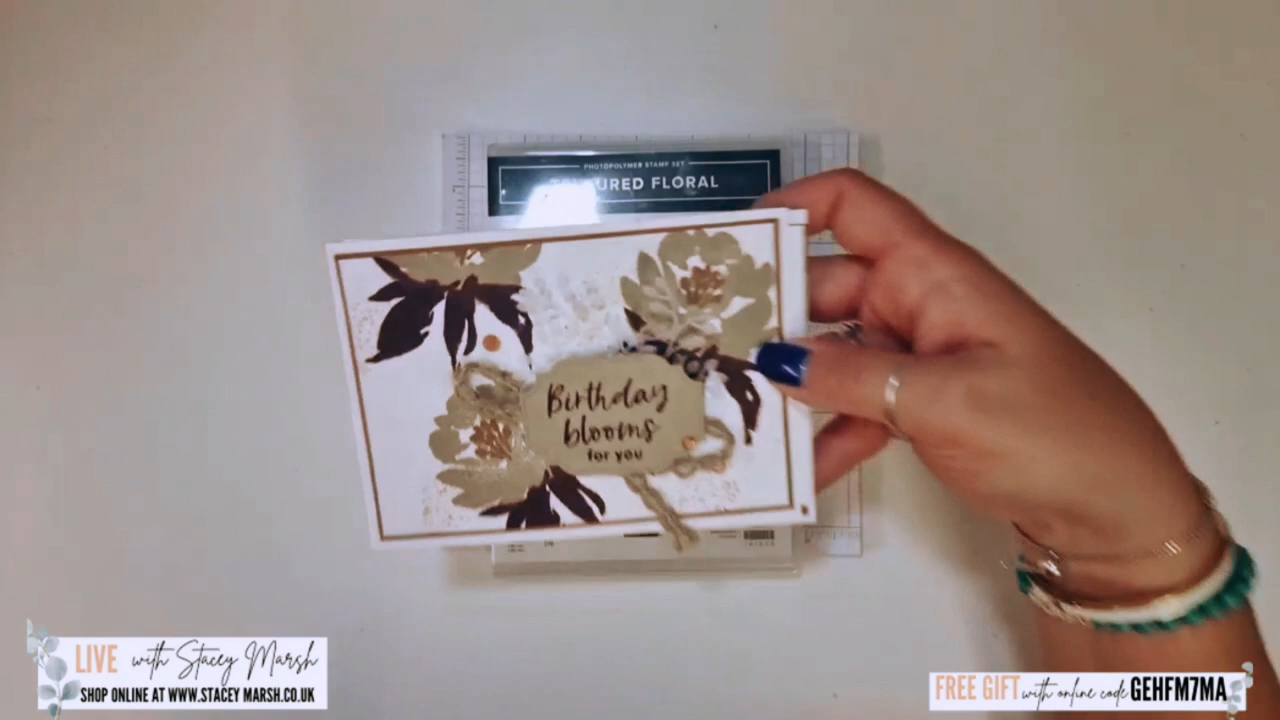 PHOTOPOLYMER STAMP SET
FLORAL
Birthday
blooms
for you
LIVE with Stacey Marsh
SHOP ONLINE AT WWW.STACEY MARSH.CO.UK
FREE GIFT with online code GEHFM7MA